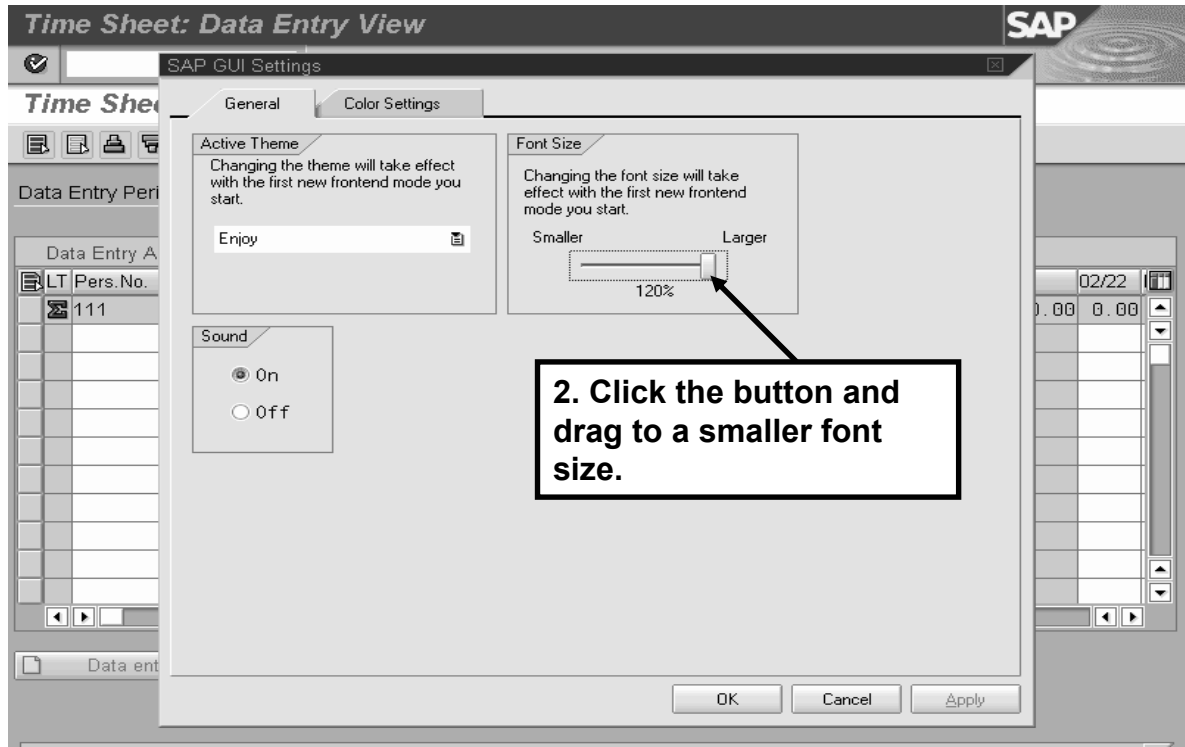 Time Sheet: Data Entry View
SAP
SAP GUI Settings
Time Shee
General
Color Settings
Active Theme
Changing the theme will take effect
with the first new frontend mode you
start.
Enjoy
Font Size
Changing the font size will take
effect with the first new frontend
mode you start.
Smaller Larger
120%
Data Entry Peri
Data Entry A
LT Pers.No. 02/22
111 0.00 0.00
Sound
On
Off
2. Click the button and
drag to a smaller font
size.
Data ent
OK Cancel Apply